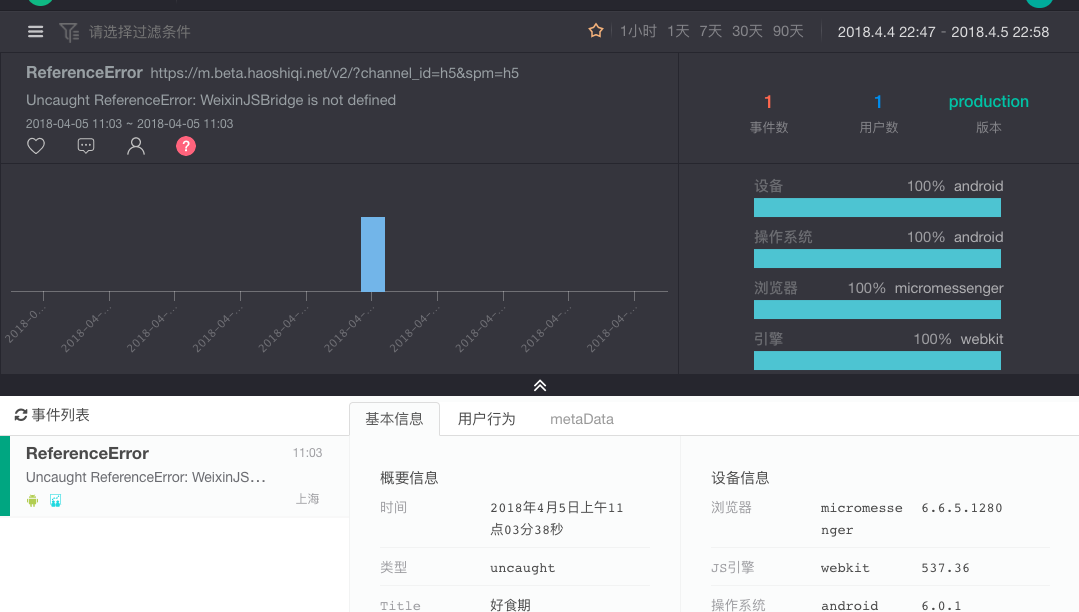 请选择过滤条件
1小时 1天 7天 30天 90天 2018.4.4 22:47 - 2018.4.5 22:58
ReferenceError https://m.beta.haoshiqi.net/v2/?channel_id=h5&spm=h5
Uncaught ReferenceError: WeixinJSBridge is not defined
2018-04-05 11:03 ~ 2018-04-05 11:03
?
1 1 production
事件数 用户数 版本
设备 100% android
操作系统 100% android
浏览器 100% micromessenger
引擎 100% webkit
2018-0... 2018-04-... 2018-04-... 2018-04-... 2018-04-... 2018-04-... 2018-04-... 2018-04-... 2018-04-... 2018-04-...
事件列表
ReferenceError 11:03
Uncaught ReferenceError: WeixinJS...
上海
基本信息 用户行为 metaData
概要信息
时间 2018年4月5日上午11
点03分38秒
类型 uncaught
Title 好食期
设备信息
浏览器 micromesse 6.6.5.1280
nger
JS引擎 webkit 537.36
操作系统 android 6.0.1